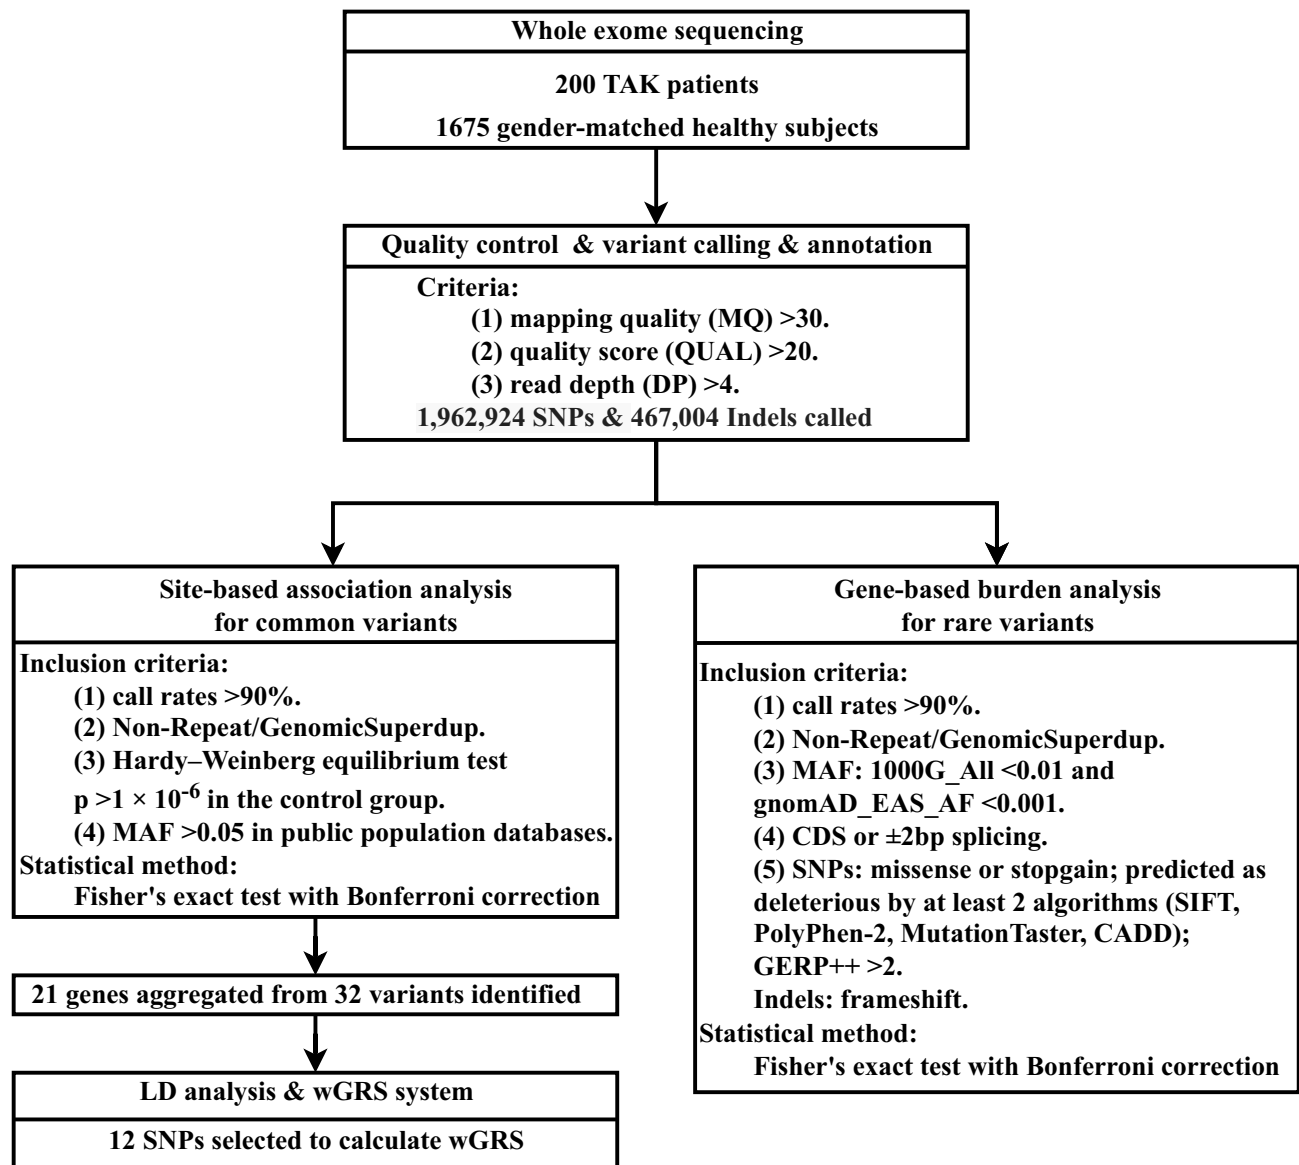 Whole exome sequencing
200 TAK patients
1675 gender-matched healthy subjects
Quality control & variant calling & annotation
Criteria:
(1) mapping quality (MQ) >30.
(2) quality score (QUAL) >20.
(3) read depth (DP) >4.
1,962,924 SNPs & 467,004 Indels called
Site-based association analysis
for common variants
Inclusion criteria:
(1) call rates >90%.
(2) Non-Repeat/GenomicSuperdup.
(3) Hardy–Weinberg equilibrium test
p >1 × 10⁻⁶ in the control group.
(4) MAF >0.05 in public population databases.
Statistical method:
Fisher's exact test with Bonferroni correction
21 genes aggregated from 32 variants identified
LD analysis & wGRS system
12 SNPs selected to calculate wGRS
Gene-based burden analysis
for rare variants
Inclusion criteria:
(1) call rates >90%.
(2) Non-Repeat/GenomicSuperdup.
(3) MAF: 1000G_All <0.01 and
gnomAD_EAS_AF <0.001.
(4) CDS or ±2bp splicing.
(5) SNPs: missense or stopgain; predicted as
deleterious by at least 2 algorithms (SIFT,
PolyPhen-2, MutationTaster, CADD);
GERP++ >2.
Indels: frameshift.
Statistical method:
Fisher's exact test with Bonferroni correction